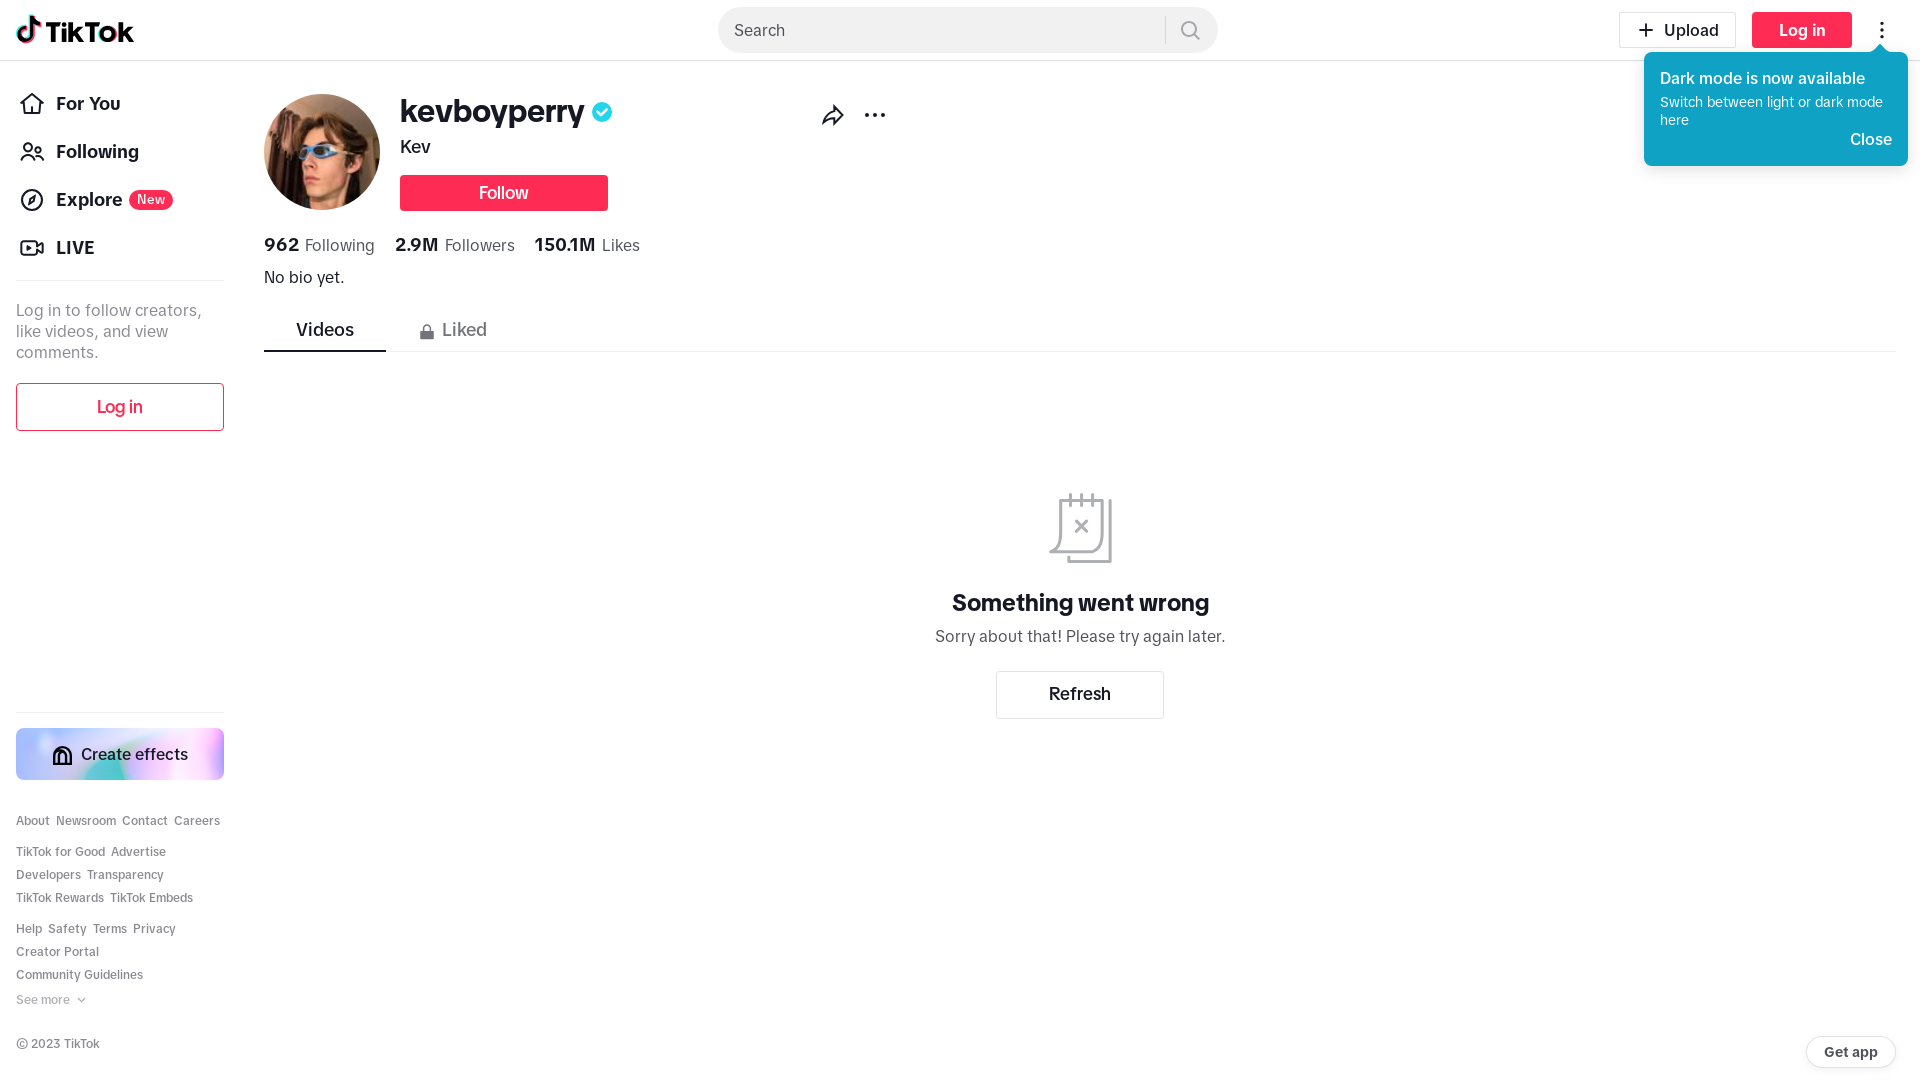 TikTok
Search
Upload
Log in
Dark mode is now available
Switch between light or dark mode
here
Close
For You
Following
Explore New
LIVE
Log in to follow creators,
like videos, and view
comments.
Log in
kevboyperry
Kev
Follow
962 Following 2.9M Followers 150.1M Likes
No bio yet.
Videos Liked
Something went wrong
Sorry about that! Please try again later.
Refresh
Create effects
About Newsroom Contact Careers
TikTok for Good Advertise
Developers Transparency
TikTok Rewards TikTok Embeds
Help Safety Terms Privacy
Creator Portal
Community Guidelines
See more
© 2023 TikTok
Get app